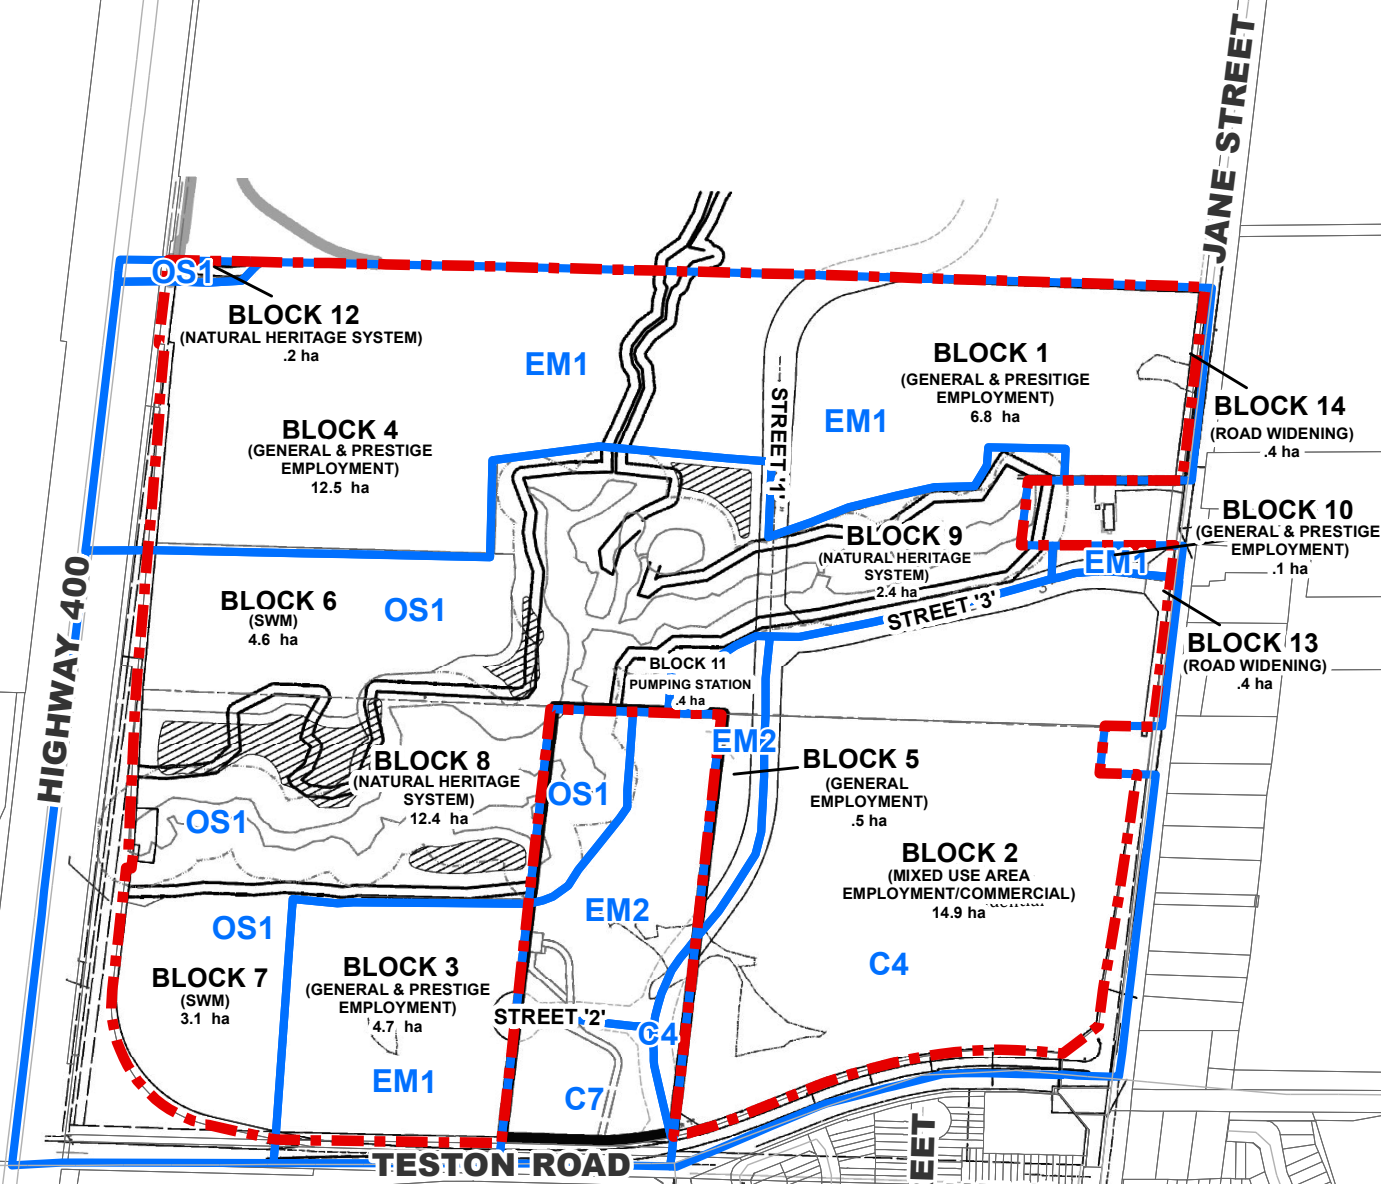 JANE STREET
OS1
BLOCK 12
(NATURAL HERITAGE SYSTEM)
.2 ha
EM1
BLOCK 1
(GENERAL & PRESITIGE
EMPLOYMENT)
6.8 ha
EM1
STREET '1'
BLOCK 14
(ROAD WIDENING)
.4 ha
BLOCK 4
(GENERAL & PRESTIGE
EMPLOYMENT)
12.5 ha
BLOCK 10
(GENERAL & PRESTIGE
EMPLOYMENT)
.1 ha
BLOCK 9
(NATURAL HERITAGE
SYSTEM)
2.4 ha
EM1
STREET '3'
HIGHWAY 400
BLOCK 6
(SWM)
4.6 ha
OS1
BLOCK 13
(ROAD WIDENING)
.4 ha
BLOCK 11
PUMPING STATION
.4 ha
EM2
BLOCK 8
(NATURAL HERITAGE
SYSTEM)
12.4 ha
OS1
OS1
BLOCK 5
(GENERAL
EMPLOYMENT)
.5 ha
BLOCK 2
(MIXED USE AREA
EMPLOYMENT/COMMERCIAL)
14.9 ha
C4
EM2
OS1
BLOCK 7
(SWM)
3.1 ha
BLOCK 3
(GENERAL & PRESTIGE
EMPLOYMENT)
4.7 ha
EM1
STREET '2'
C4
C7
TESTON ROAD
EET